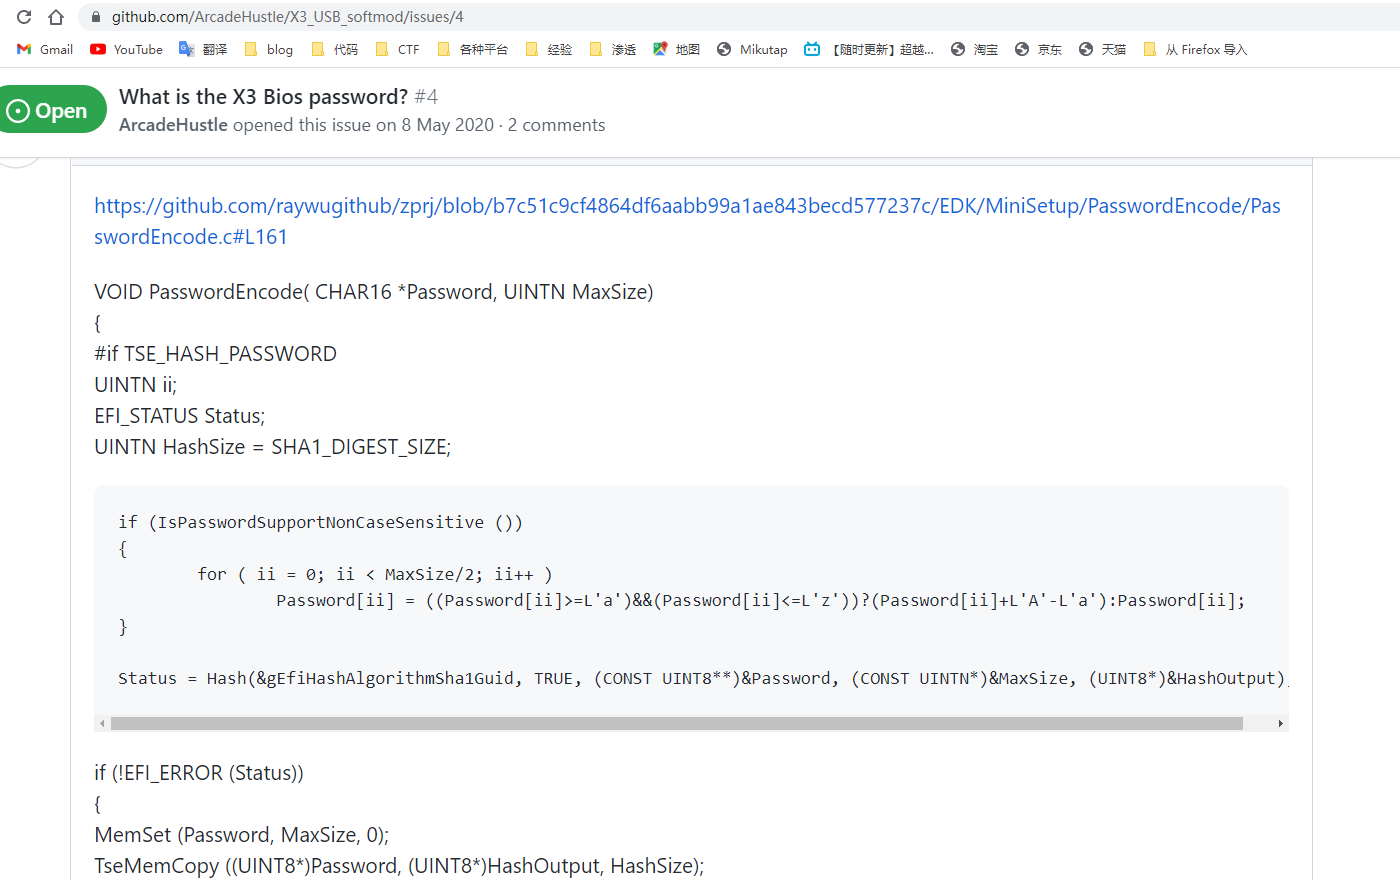 github.com/ArcadeHustle/X3_USB_softmod/issues/4
Gmail YouTube 翻译 blog 代码 CTF 各种平台 经验 渗透 地图 Mikutap 【随时更新】超越... 淘宝 京东 天猫 从 Firefox 导入
Open
What is the X3 Bios password? #4
ArcadeHustle opened this issue on 8 May 2020 · 2 comments
https://github.com/raywugithub/zprj/blob/b7c51c9cf4864df6aabb99a1ae843becd577237c/EDK/MiniSetup/PasswordEncode/Pas
swordEncode.c#L161
VOID PasswordEncode( CHAR16 *Password, UINTN MaxSize)
{
#if TSE_HASH_PASSWORD
UINTN ii;
EFI_STATUS Status;
UINTN HashSize = SHA1_DIGEST_SIZE;
if (IsPasswordSupportNonCaseSensitive ())
{
for ( ii = 0; ii < MaxSize/2; ii++ )
Password[ii] = ((Password[ii]>=L'a')&&(Password[ii]<=L'z'))?(Password[ii]+L'A'-L'a'):Password[ii];
}
Status = Hash(&gEfiHashAlgorithmSha1Guid, TRUE, (CONST UINT8**)&Password, (CONST UINTN*)&MaxSize, (UINT8*)&HashOutput)
if (!EFI_ERROR (Status))
{
MemSet (Password, MaxSize, 0);
TseMemCopy ((UINT8*)Password, (UINT8*)HashOutput, HashSize);